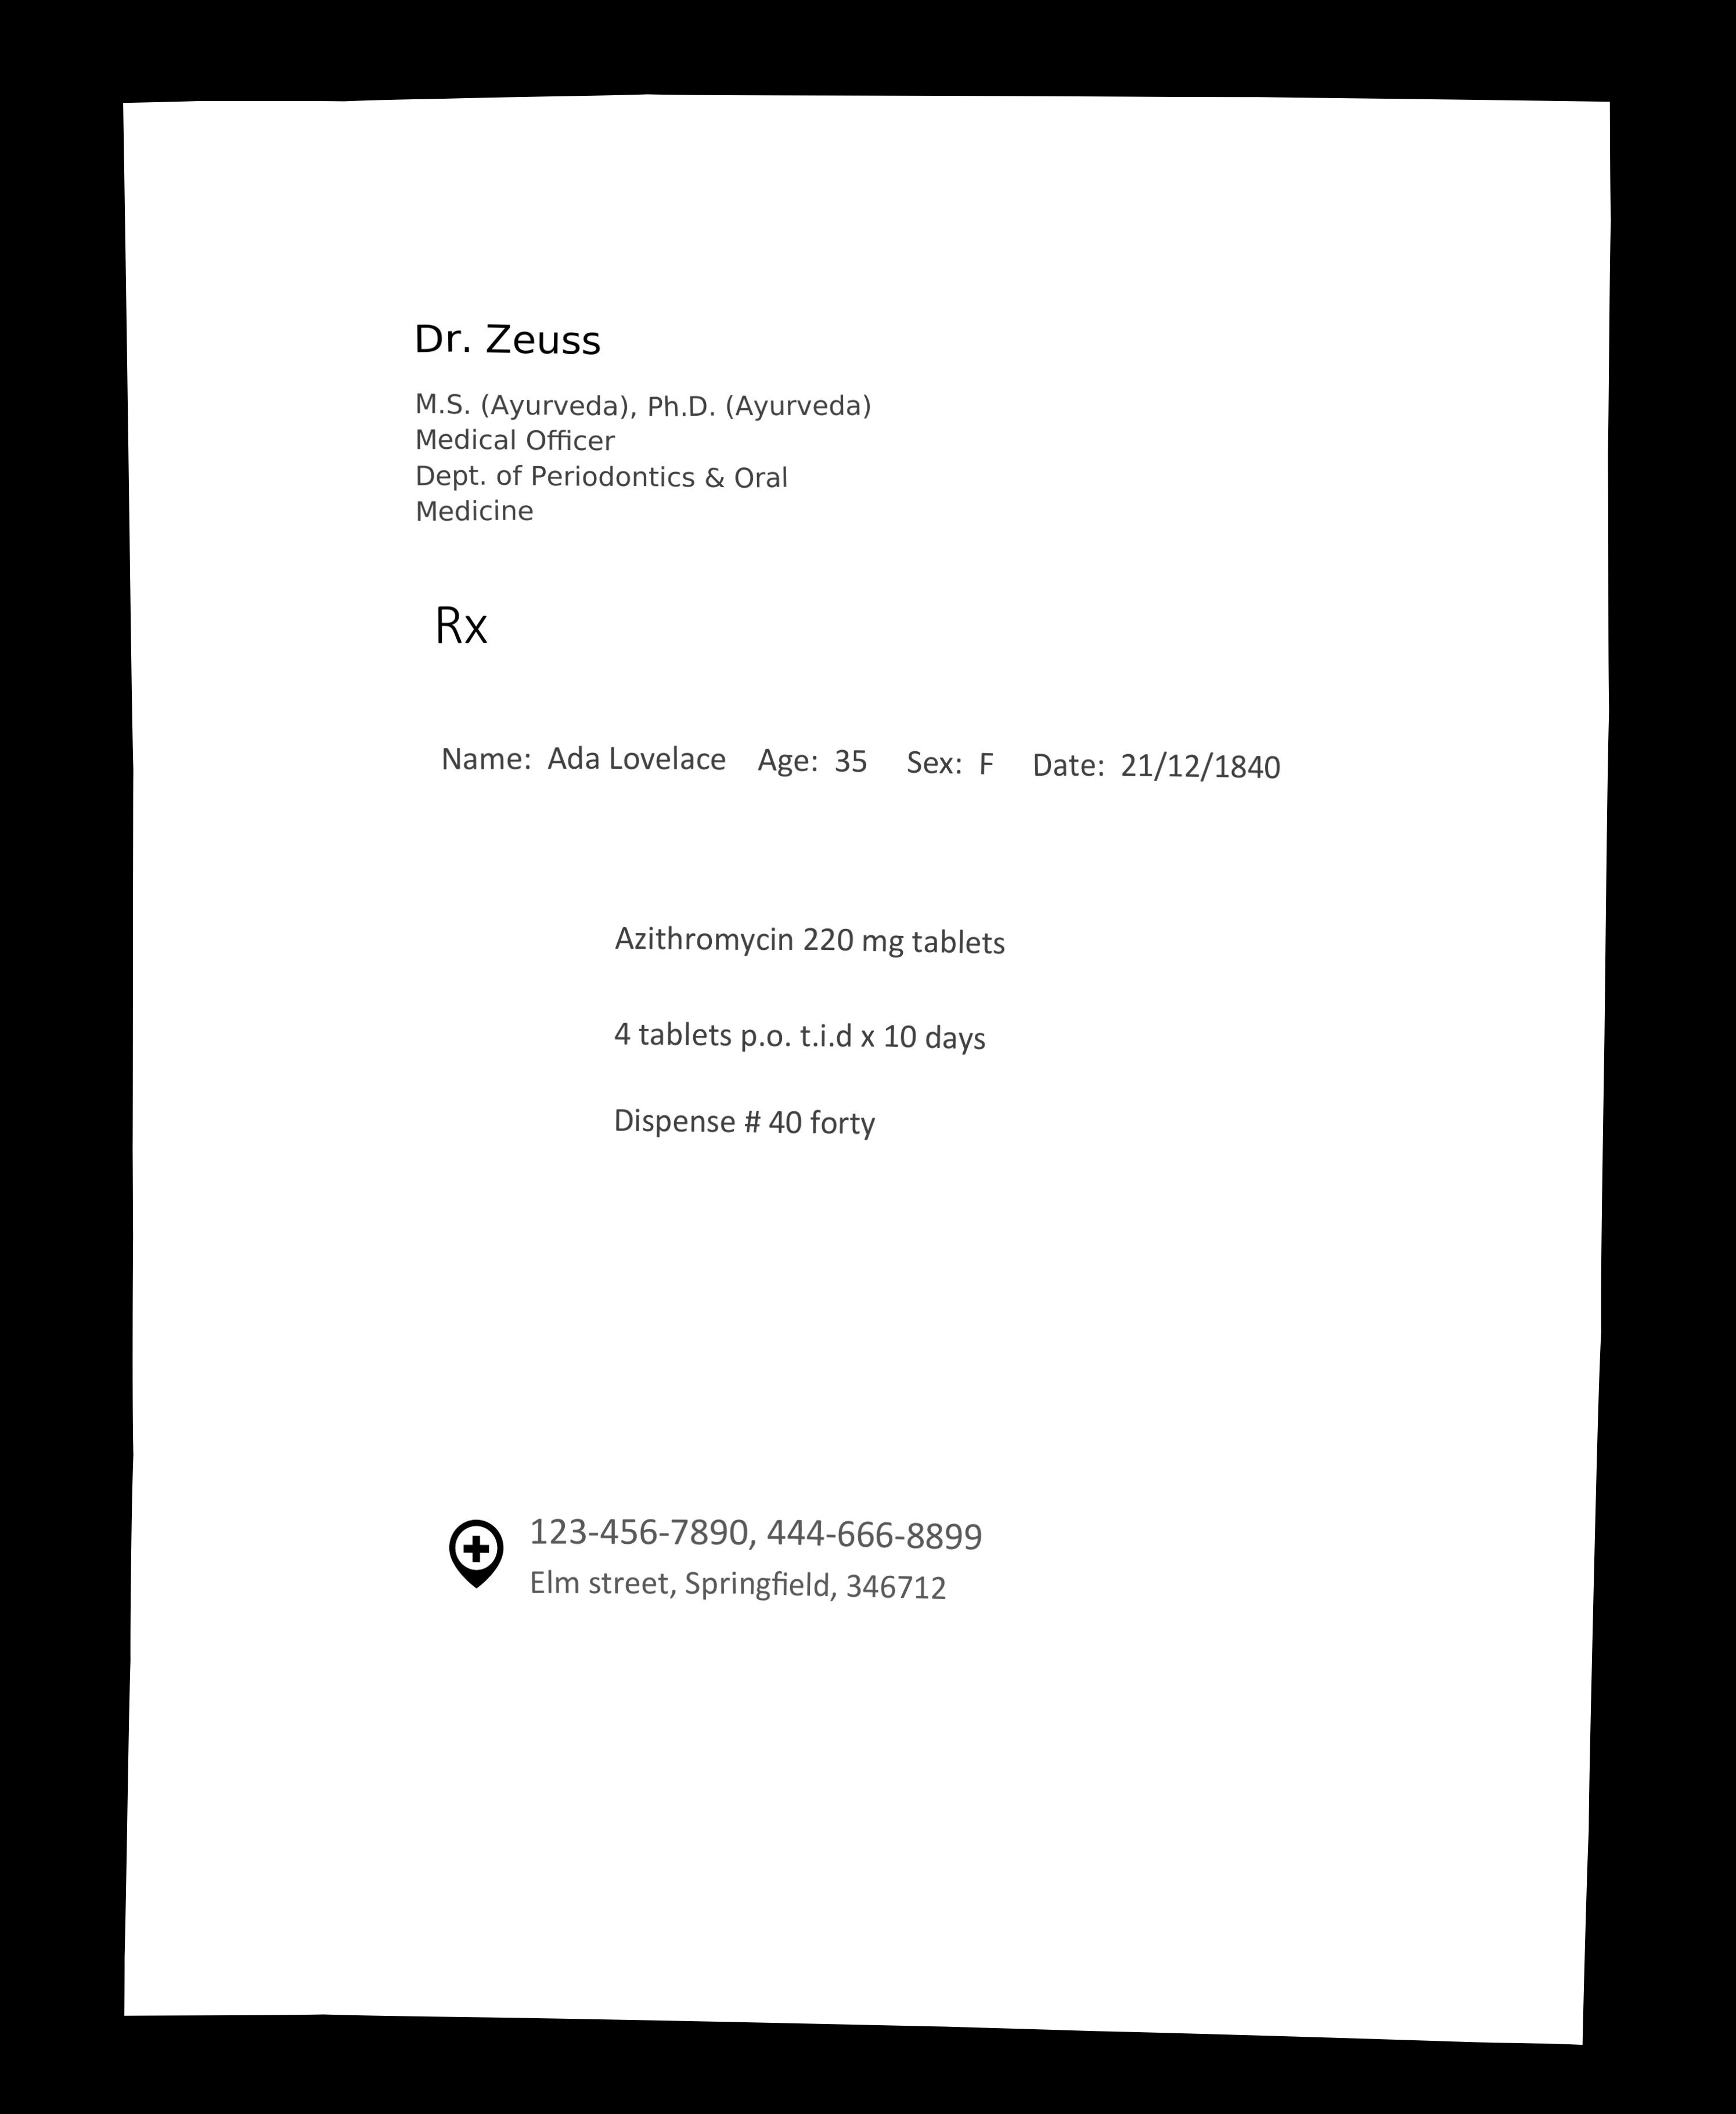 Dr. Zeuss
M.S. (Ayurveda), Ph.D. (Ayurveda)
Medical Officer
Dept. of Periodontics & Oral
Medicine
Rx
Name: Ada Lovelace Age: 35 Sex: F Date: 21/12/1840
Azithromycin 220 mg tablets
4 tablets p.o. t.i.d x 10 days
Dispense # 40 forty
123-456-7890, 444-666-8899
Elm street, Springfield, 346712